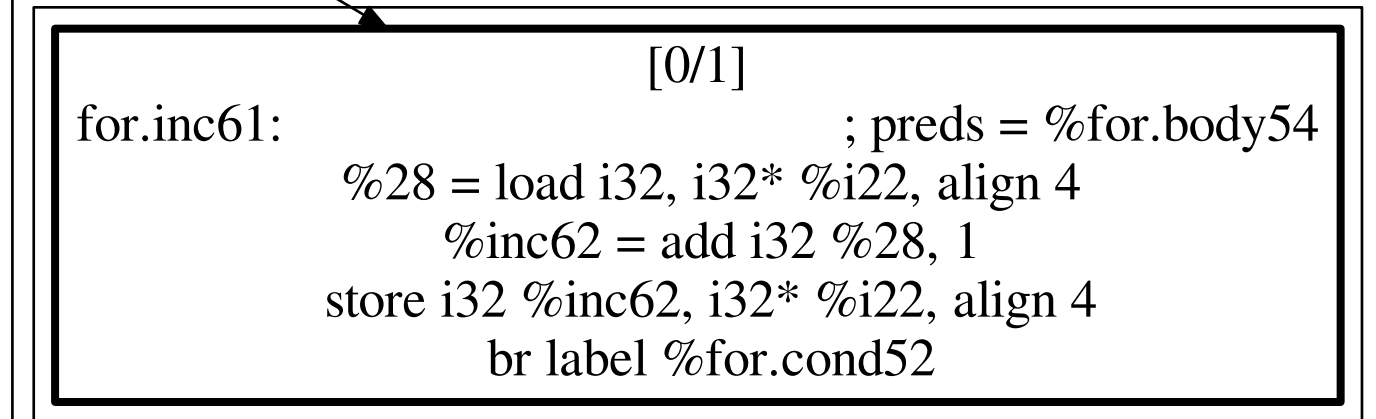 [0/1]
for.inc61: ; preds = %for.body54
%28 = load i32, i32* %i22, align 4
%inc62 = add i32 %28, 1
store i32 %inc62, i32* %i22, align 4
br label %for.cond52